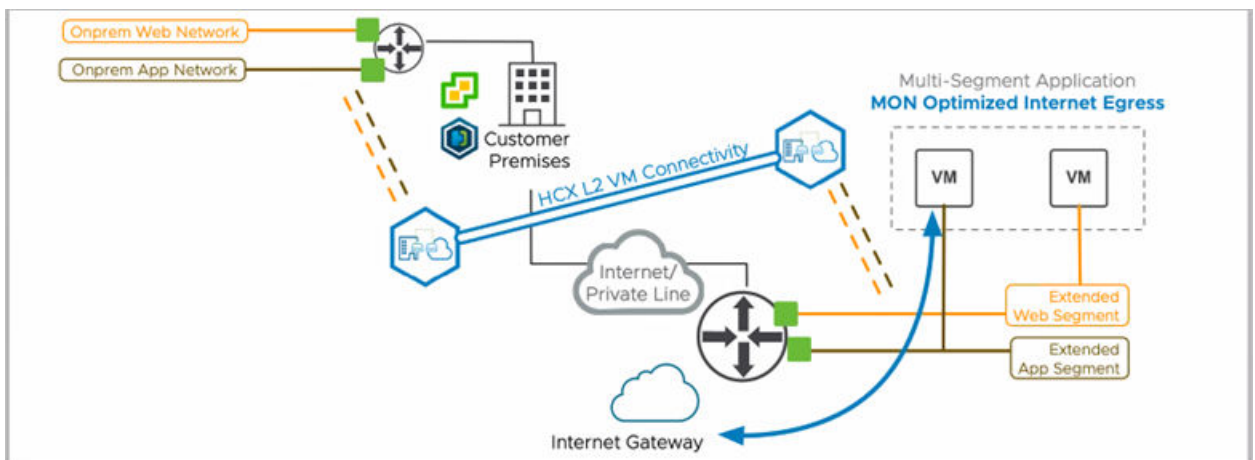 Onprem Web Network
Onprem App Network
Customer
Premises
HCX L2 VM Connectivity
Internet/
Private Line
Multi-Segment Application
MON Optimized Internet Egress
VM
VM
Extended
Web Segment
Extended
App Segment
Internet Gateway